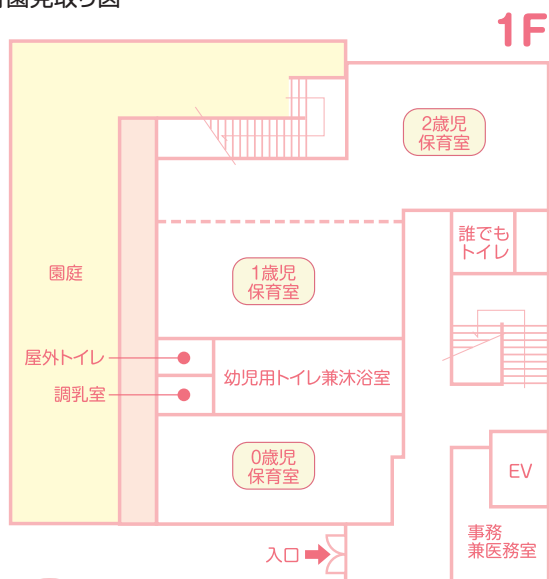 園見取り図
1F
2歳児
保育室
誰でも
トイレ
園庭
1歳児
保育室
屋外トイレ
幼児用トイレ兼沐浴室
調乳室
0歳児
保育室
EV
事務
兼医務室
入口